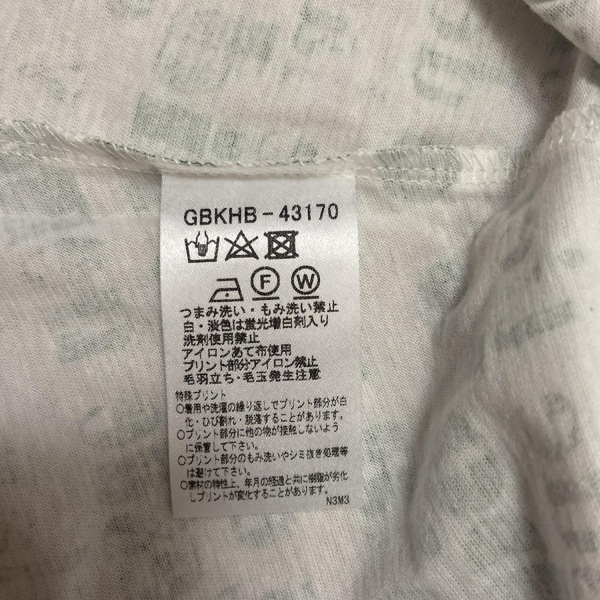 GBKHB-43170
F W
つまみ洗い・もみ洗い禁止
白・淡色は蛍光増白剤入り
洗剤使用禁止
アイロンあて布使用
プリント部分アイロン禁止
毛羽立ち・毛玉発生注意
特殊プリント
○着用や洗濯の繰り返しでプリント部分が白
化・ひび割れ・脱落することがあります。
○プリント部分に他の物が接触しないよう
に保管して下さい。
○プリント部分のもみ洗いやシミ抜き処理等
は避けて下さい。
○素材の特性上、年月の経過と共に樹脂が劣化
しプリントが変化することがあります。
N3M3